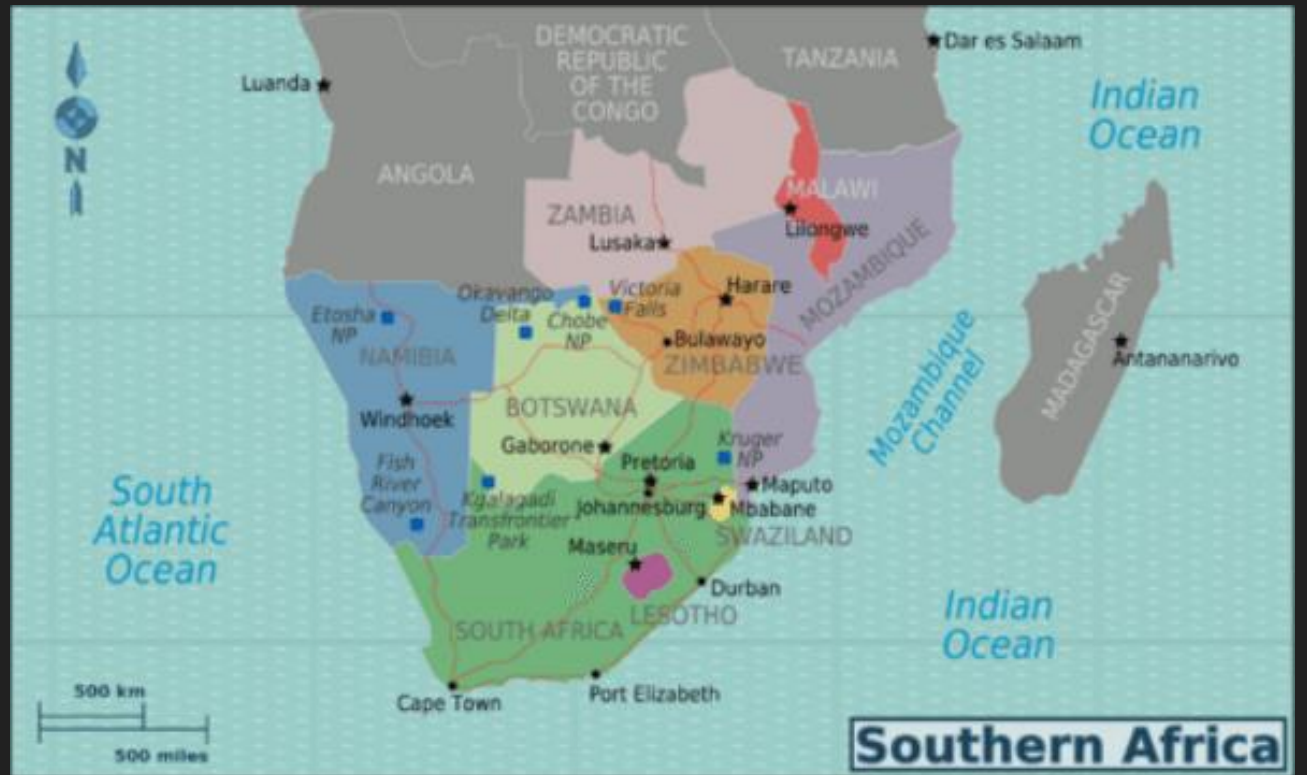 DEMOCRATIC
REPUBLIC
OF THE
CONGO
TANZANIA
Dar es Salaam
Luanda
Indian
Ocean
N
ANGOLA
MALAWI
ZAMBIA
Lusaka
Lilongwe
MOZAMBIQUE
Okavango
Delta
Victoria
Falls
Harare
Etosha
NP
Chobe
NP
Bulawayo
NAMIBIA
ZIMBABWE
Mozambique
Channel
MADAGASCAR
Antananarivo
BOTSWANA
Windhoek
Gaborone
Kruger
NP
Pretoria
Fish
River
Canyon
Maputo
Kgalagadi
Transfrontier
Park
Johannesburg
Mbabane
SWAZILAND
South
Atlantic
Ocean
Maseru
Durban
LESOTHO
SOUTH AFRICA
Indian
Ocean
Cape Town
Port Elizabeth
500 km
500 miles
Southern Africa